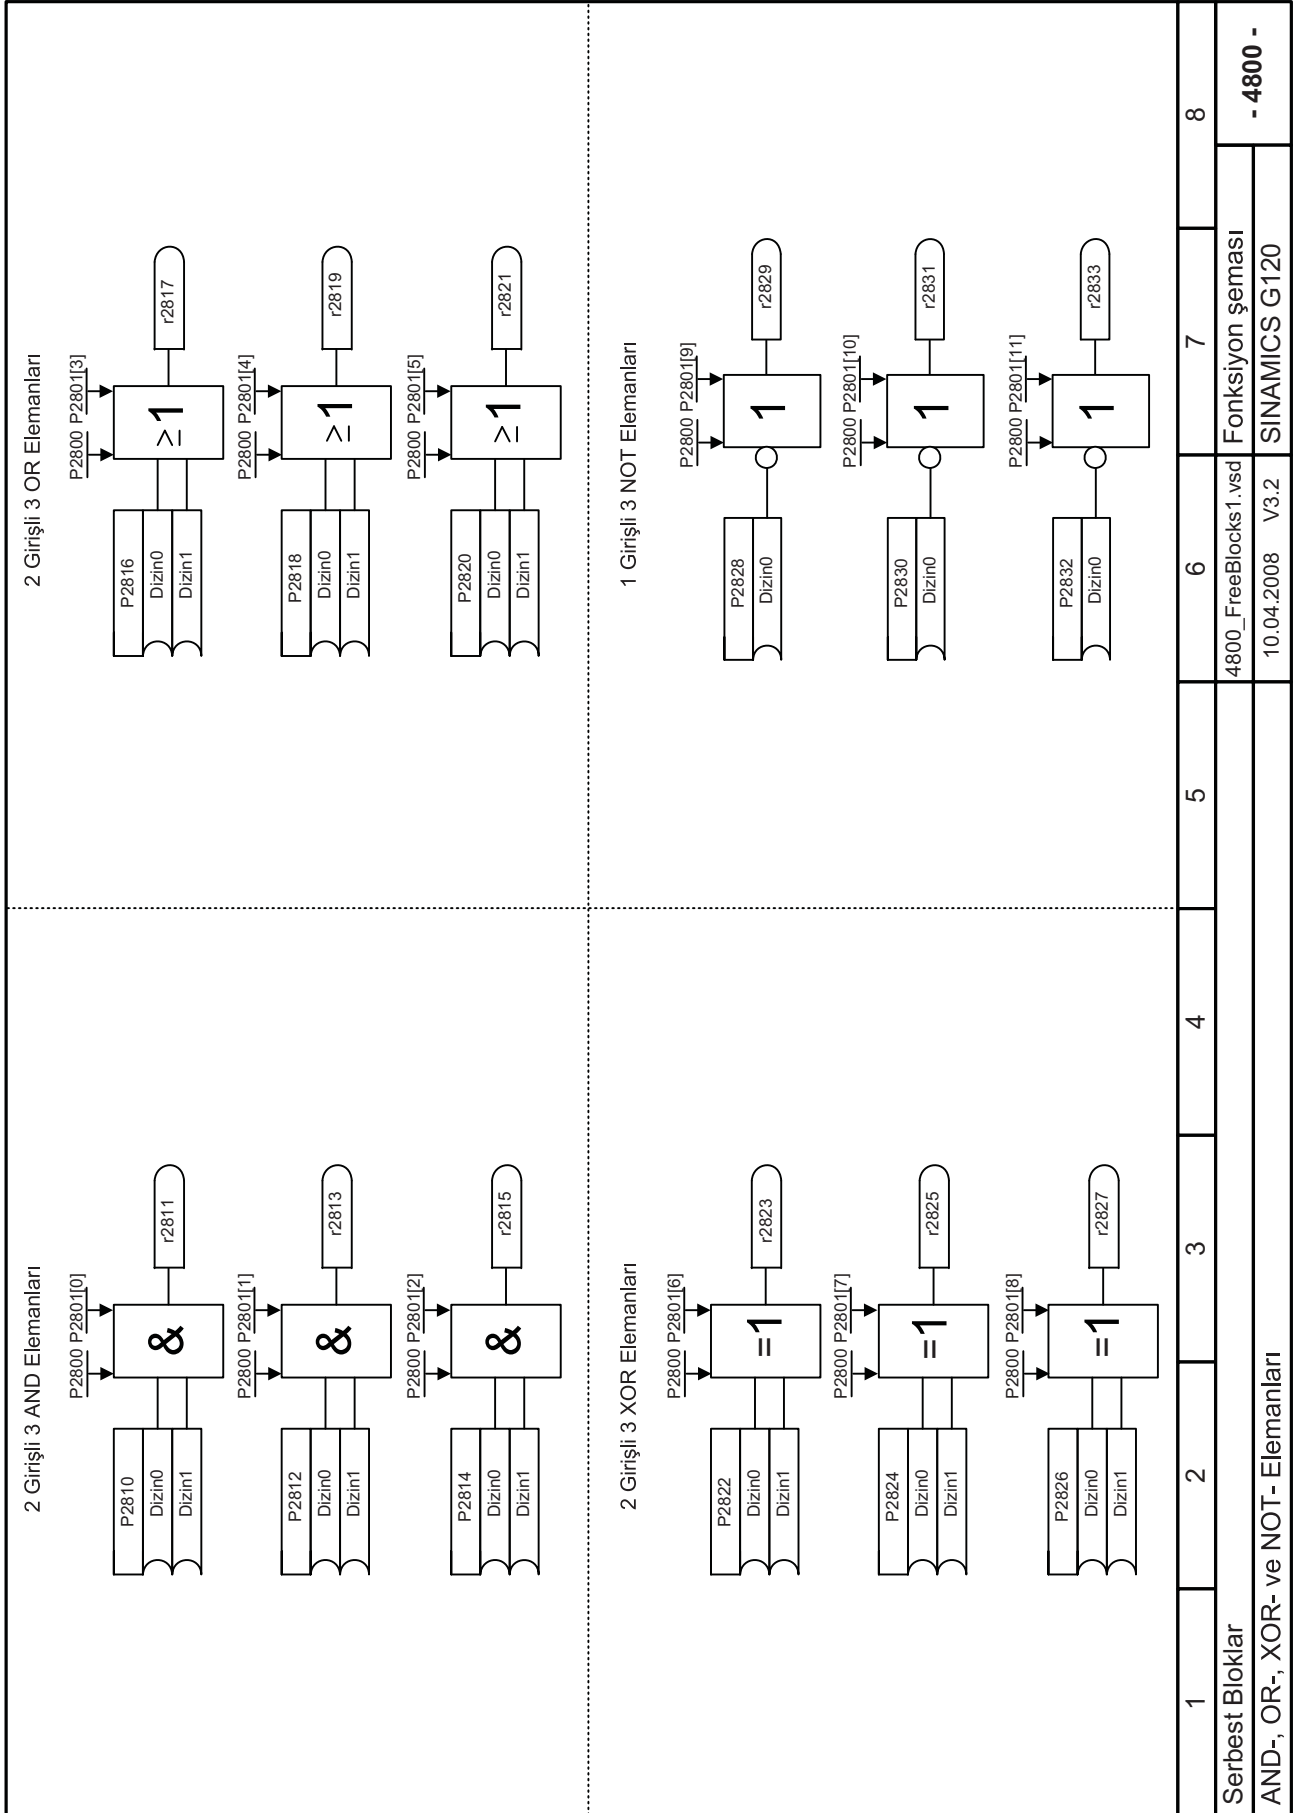 2 Girişli 3 AND Elemanları
P2800 P2801[0]
P2810
Dizin0
Dizin1
&
r2811
P2800 P2801[1]
P2812
Dizin0
Dizin1
&
r2813
P2800 P2801[2]
P2814
Dizin0
Dizin1
&
r2815
2 Girişli 3 OR Elemanları
P2800 P2801[3]
P2816
Dizin0
Dizin1
≥1
r2817
P2800 P2801[4]
P2818
Dizin0
Dizin1
≥1
r2819
P2800 P2801[5]
P2820
Dizin0
Dizin1
≥1
r2821
2 Girişli 3 XOR Elemanları
P2800 P2801[6]
P2822
Dizin0
Dizin1
=1
r2823
P2800 P2801[7]
P2824
Dizin0
Dizin1
=1
r2825
P2800 P2801[8]
P2826
Dizin0
Dizin1
=1
r2827
1 Girişli 3 NOT Elemanları
P2800 P2801[9]
P2828
Dizin0
1
r2829
P2800 P2801[10]
P2830
Dizin0
1
r2831
P2800 P2801[11]
P2832
Dizin0
1
r2833
1 2 3 4 5 6 7 8
Serbest Bloklar
4800_FreeBlocks1.vsd
Fonksiyon şeması
- 4800 -
AND-, OR-, XOR- ve NOT- Elemanları
10.04.2008 V3.2
SINAMICS G120